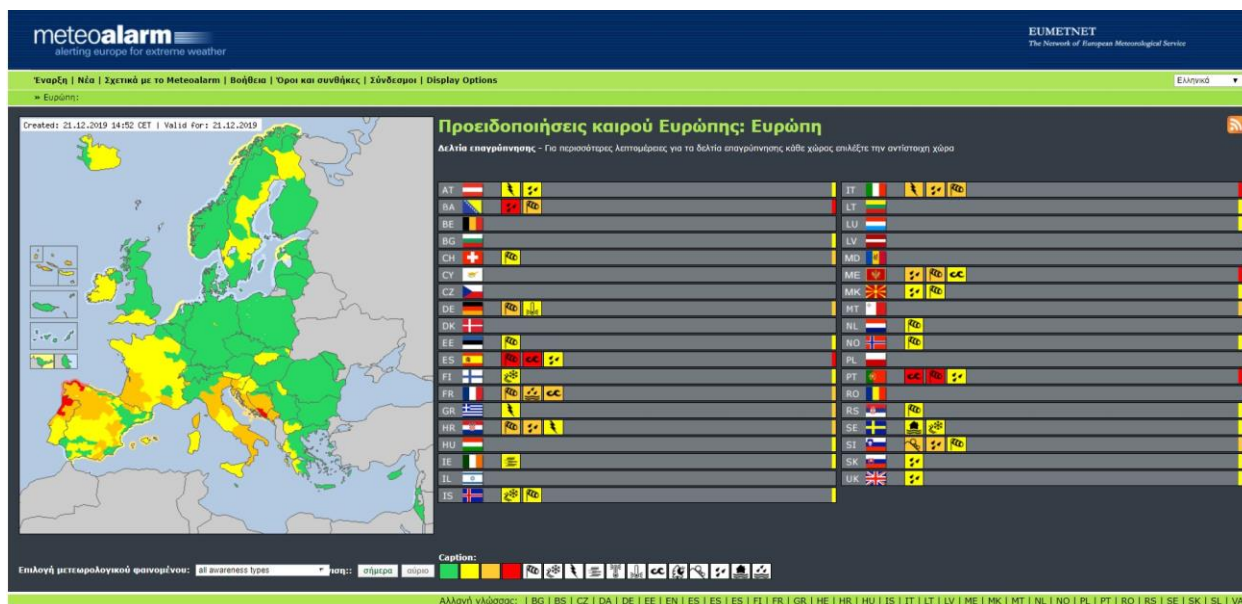 meteoalarm
alerting europe for extreme weather
EUMETNET
The Network of European Meteorological Service
Έναρξη | Νέα | Σχετικά με το Meteoalarm | Βοήθεια | Όροι και συνθήκες | Σύνδεσμοι | Display Options
Ελληνικά
» Ευρώπη:
Created: 21.12.2019 14:52 CET | Valid for: 21.12.2019
Προειδοποιήσεις καιρού Ευρώπης: Ευρώπη
Δελτία επαγρύπνησης - Για περισσότερες λεπτομέρειες για τα δελτία επαγρύπνησης κάθε χώρας επιλέξτε την αντίστοιχη χώρα
AT
BA
BE
BG
CH
CY
CZ
DE
DK
EE
ES
FI
FR
GR
HR
HU
IE
IL
IS
IT
LT
LU
LV
MD
ME
MK
MT
NL
NO
PL
PT
RO
RS
SE
SI
SK
UK
Επιλογή μετεωρολογικού φαινομένου: all awareness types ιση:: σήμερα αύριο
Caption:
Αλλαγή γλώσσας: | BG | BS | CZ | DA | DE | EE | EN | ES | ES | ES | FI | FR | GR | HE | HR | HU | IS | IT | LT | LV | ME | MK | MT | NL | NO | PL | PT | RO | RS | SE | SK | SL | VA